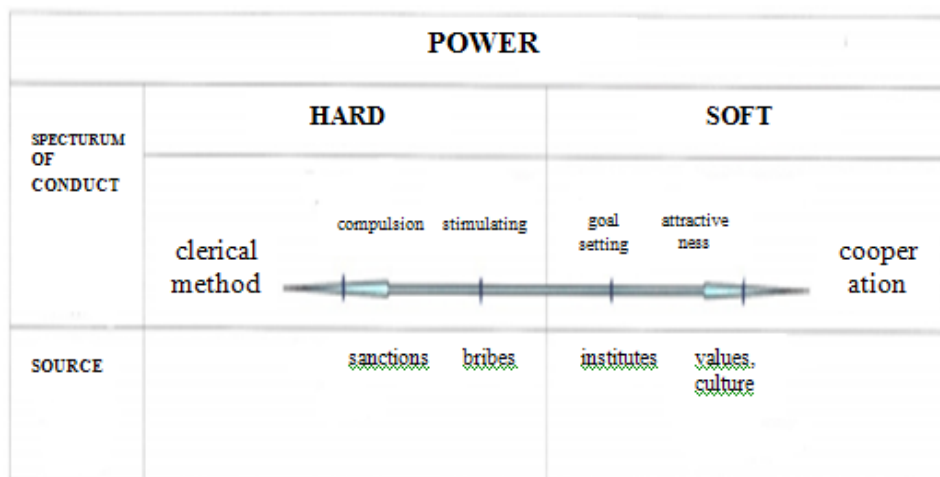 POWER
HARD
SOFT
SPECTURUM
OF
CONDUCT
compulsion
stimulating
goal
setting
attractive
ness
clerical
method
cooper
ation
SOURCE
sanctions
bribes
institutes
values,
culture